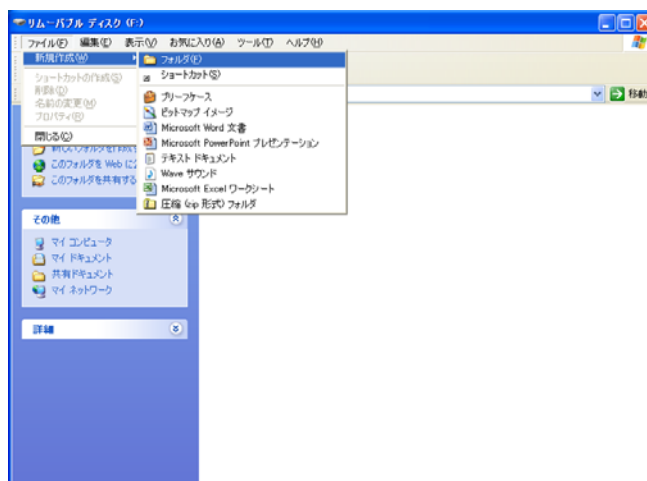 リムーバブル ディスク (F:)
ファイル(F) 編集(E) 表示(V) お気に入り(A) ツール(T) ヘルプ(H)
新規作成(W)
フォルダ(F)
ショートカットの作成(S)
ショートカット(S)
削除(D)
名前の変更(M)
プロパティ(R)
閉じる(C)
ブリーフケース
ビットマップ イメージ
Microsoft Word 文書
Microsoft PowerPoint プレゼンテーション
テキスト ドキュメント
Wave サウンド
Microsoft Excel ワークシート
圧縮 (zip 形式) フォルダ
移動
このフォルダを Web に
このフォルダを共有する
その他
マイ コンピュータ
マイ ドキュメント
共有ドキュメント
マイ ネットワーク
詳細